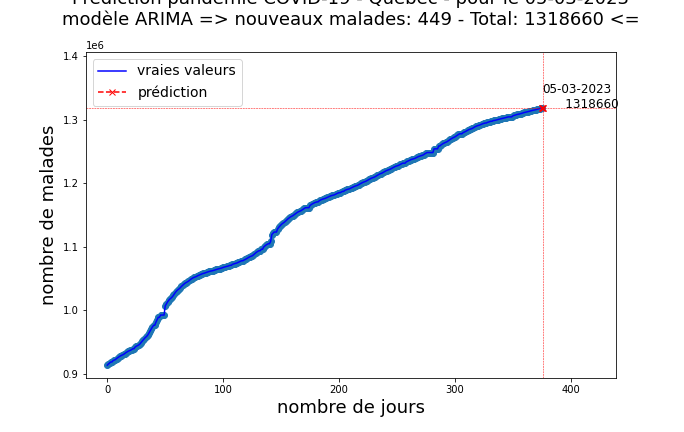 Prédiction pandémie COVID-19 - Québec - pour le 05-03-2023
modèle ARIMA => nouveaux malades: 449 - Total: 1318660 <=
1e6
1.4
1.3
1.2
1.1
1.0
0.9
nombre de malades
vraies valeurs
prédiction
05-03-2023
1318660
0
100
200
300
400
nombre de jours